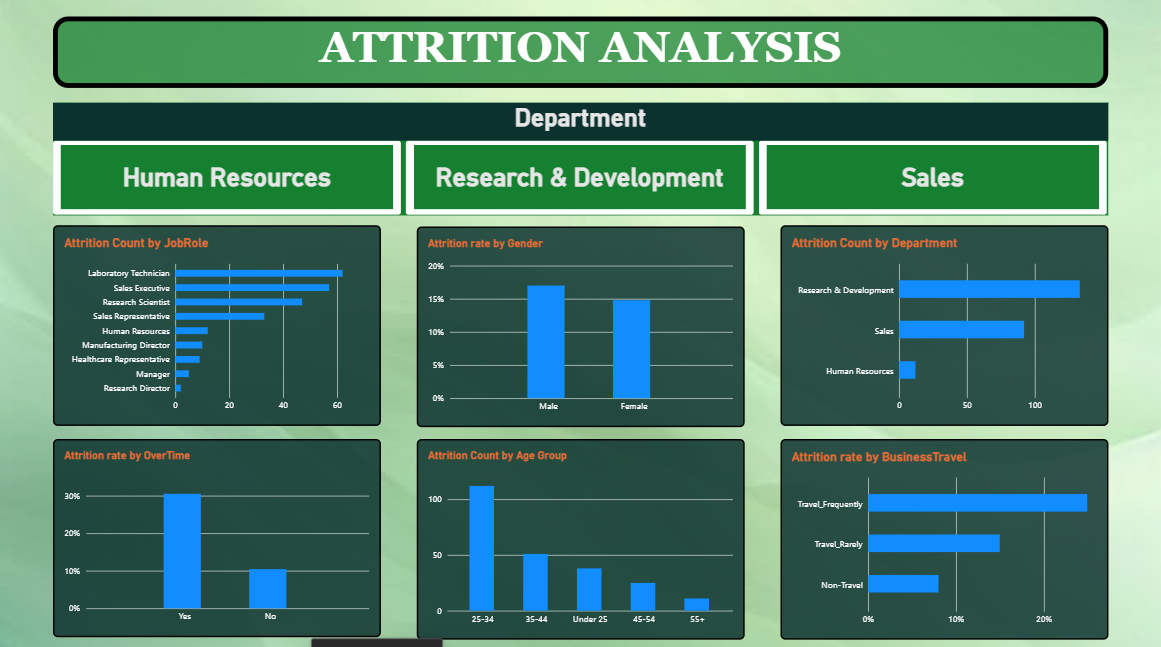 ATTRITION ANALYSIS
Department
Human Resources
Research & Development
Sales
Attrition Count by JobRole
Laboratory Technician
Sales Executive
Research Scientist
Sales Representative
Human Resources
Manufacturing Director
Healthcare Representative
Manager
Research Director
0 20 40 60
Attrition rate by Gender
20%
15%
10%
5%
0%
Male Female
Attrition Count by Department
Research & Development
Sales
Human Resources
0 50 100
Attrition rate by OverTime
30%
20%
10%
0%
Yes No
Attrition Count by Age Group
100
50
0
25-34 35-44 Under 25 45-54 55+
Attrition rate by BusinessTravel
Travel_Frequently
Travel_Rarely
Non-Travel
0% 10% 20%